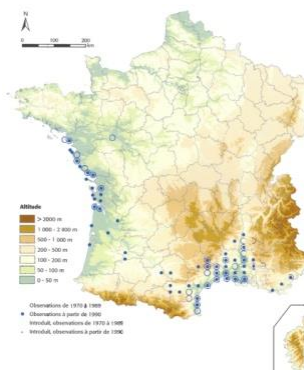 N
0 100 200
km
Altitude
> 2000 m
1 000 - 2 000 m
500 - 1 000 m
200 - 500 m
100 - 200 m
50 - 100 m
0 - 50 m
Observations de 1970 à 1989
Observations à partir de 1990
Introduit, observations de 1970 à 1989
Introduit, observations à partir de 1990